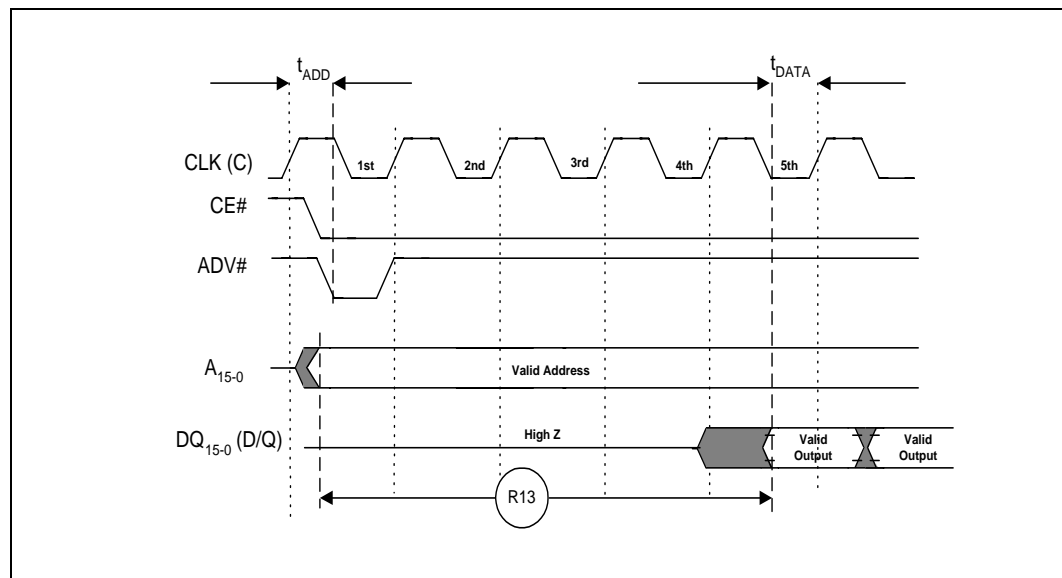 tADD
tDATA
CLK (C)
1st 2nd 3rd 4th 5th
CE#
ADV#
A15-0
Valid Address
DQ15-0 (D/Q)
High Z
Valid
Output
Valid
Output
R13